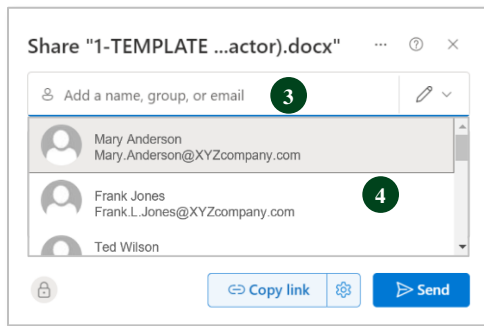 Share "1-TEMPLATE ...actor).docx" ... ?
Add a name, group, or email 3
Mary Anderson
Mary.Anderson@XYZcompany.com
Frank Jones 4
Frank.L.Jones@XYZcompany.com
Ted Wilson
Copy link Send